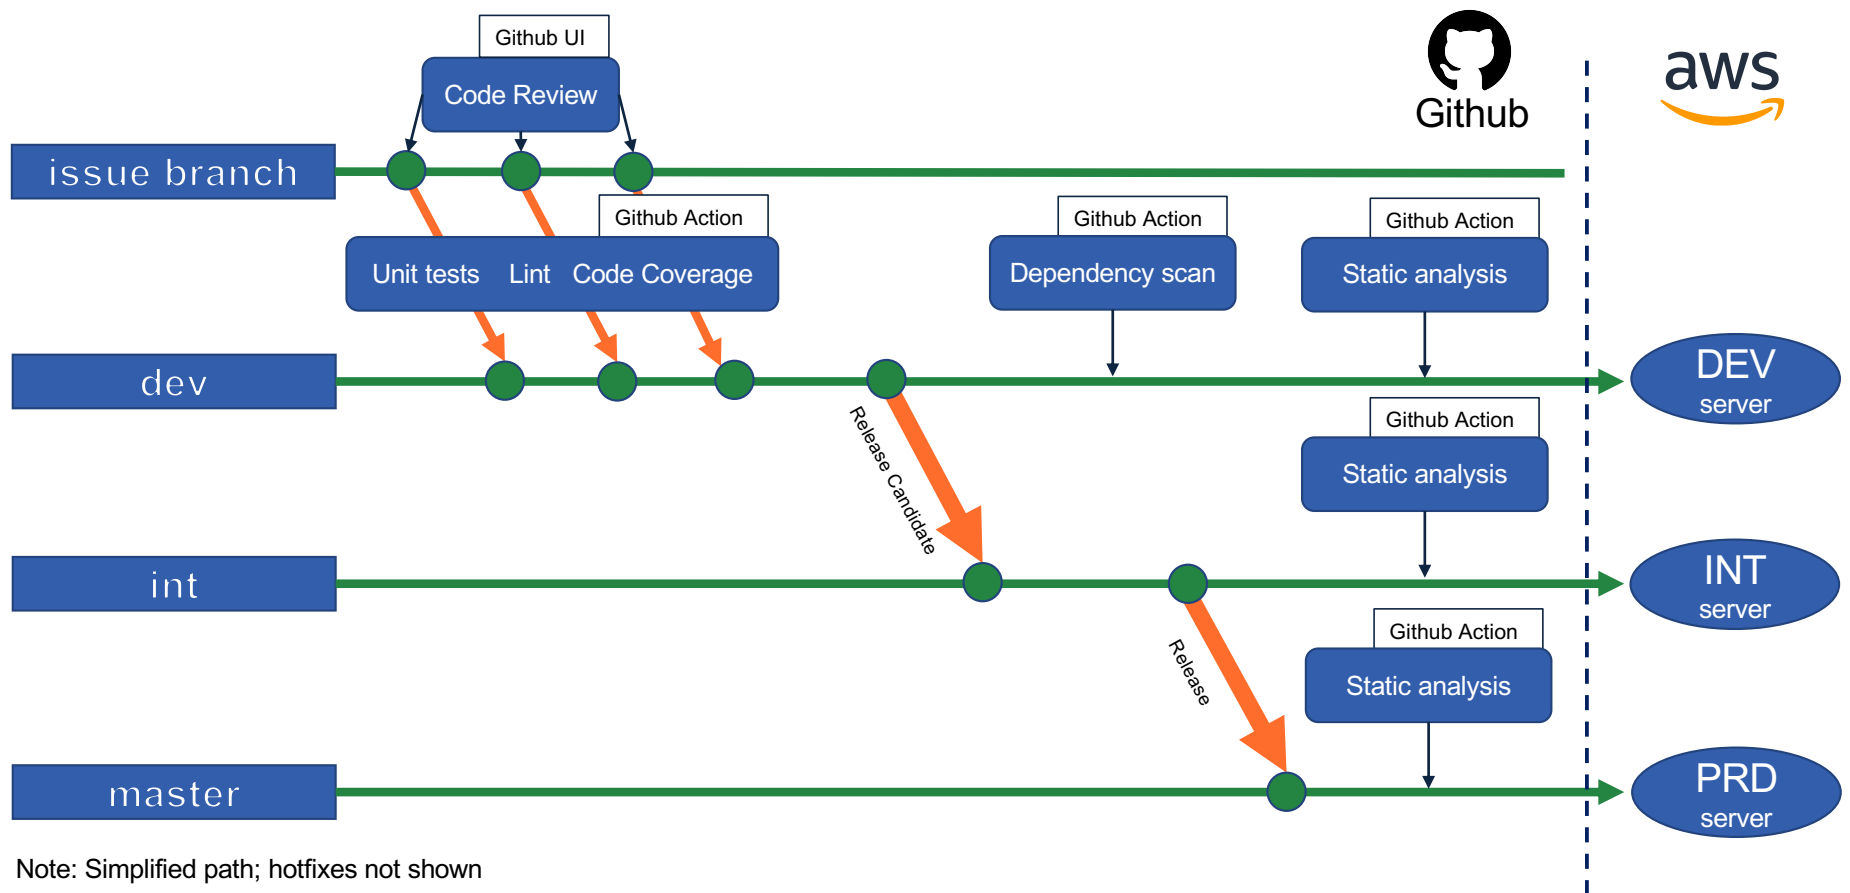 Github UI
Code Review
Github
aws
issue branch
Github Action
Unit tests Lint Code Coverage
Github Action
Dependency scan
Github Action
Static analysis
dev
DEV
server
Release Candidate
Github Action
Static analysis
int
INT
server
Release
Github Action
Static analysis
master
PRD
server
Note: Simplified path; hotfixes not shown